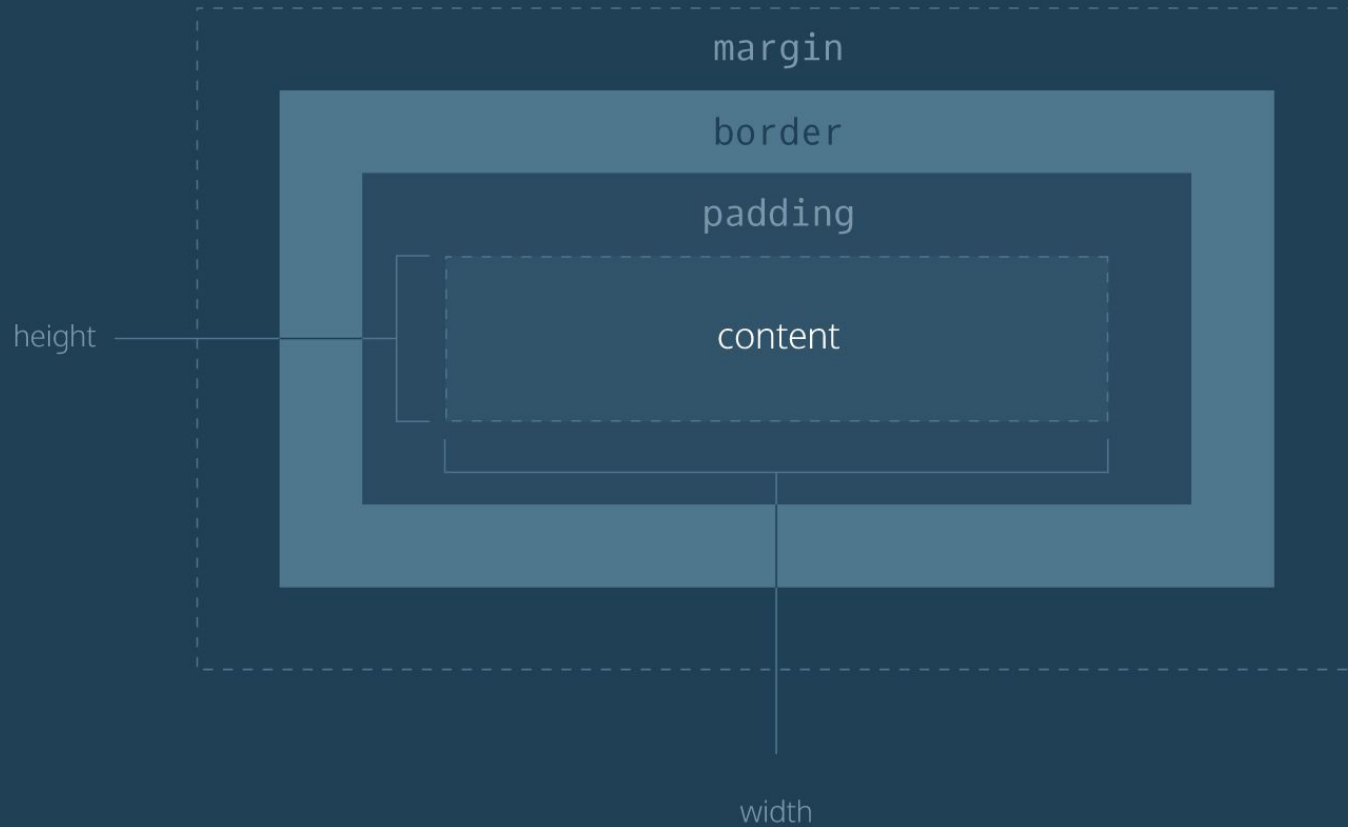 margin
border
padding
height
content
width